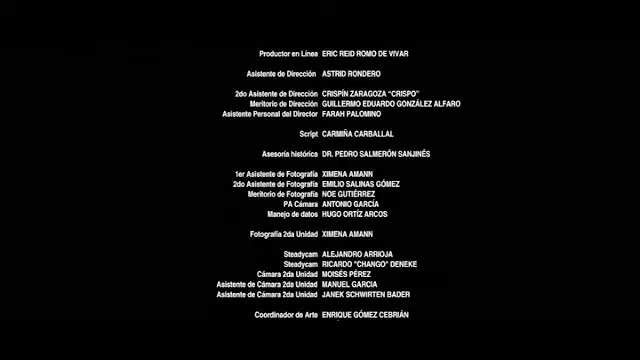 Productor en Línea ERIC REID ROMO DE VIVAR
Asistente de Dirección ASTRID RONDERO
2do Asistente de Dirección CRISPÍN ZARAGOZA "CRISPO"
Meritorio de Dirección GUILLERMO EDUARDO GONZÁLEZ ALFARO
Asistente Personal del Director FARAH PALOMINO
Script CARMIÑA CARBALLAL
Asesoría histórica DR. PEDRO SALMERÓN SANJINÉS
1er Asistente de Fotografía XIMENA AMANN
2do Asistente de Fotografía EMILIO SALINAS GÓMEZ
Meritorio de Fotografía NOE GUTIÉRREZ
PA Cámara ANTONIO GARCÍA
Manejo de datos HUGO ORTÍZ ARCOS
Fotografía 2da Unidad XIMENA AMANN
Steadycam ALEJANDRO ARRIOJA
Steadycam RICARDO "CHANGO" DENEKE
Cámara 2da Unidad MOISÉS PÉREZ
Asistente de Cámara 2da Unidad MANUEL GARCIA
Asistente de Cámara 2da Unidad JANEK SCHWIRTEN BADER
Coordinador de Arte ENRIQUE GÓMEZ CEBRIÁN